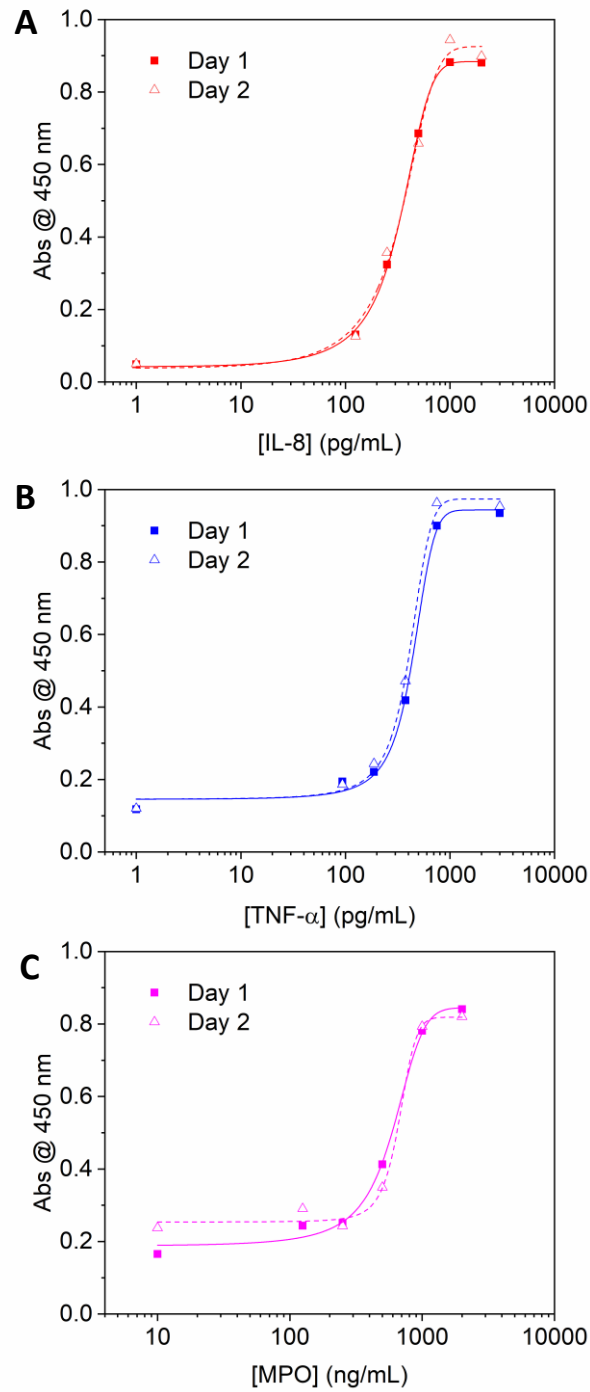 A
1.0
Day 1
Day 2
0.8
0.6
0.4
0.2
0.0
Abs @ 450 nm
1 10 100 1000 10000
[IL-8] (pg/mL)
B
1.0
Day 1
Day 2
0.8
0.6
0.4
0.2
0.0
Abs @ 450 nm
1 10 100 1000 10000
[TNF-α] (pg/mL)
C
1.0
Day 1
Day 2
0.8
0.6
0.4
0.2
0.0
Abs @ 450 nm
10 100 1000 10000
[MPO] (ng/mL)